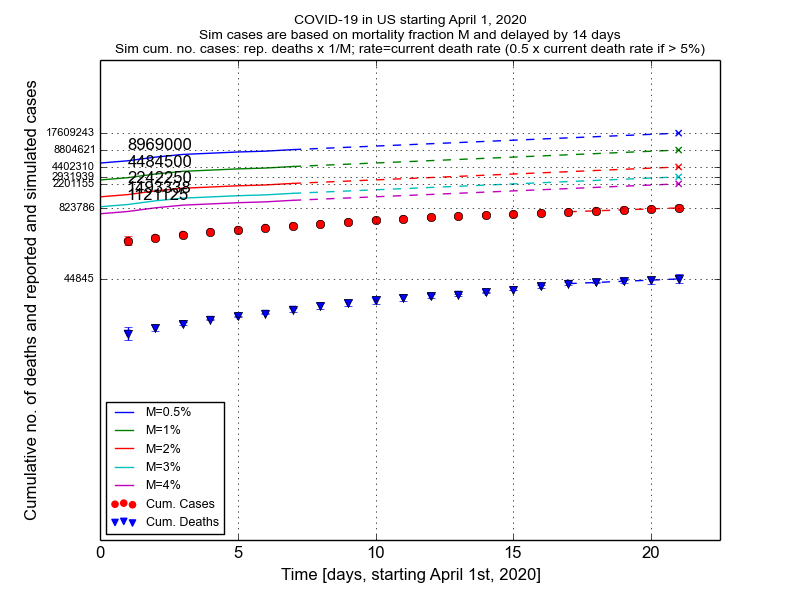 COVID-19 in US starting April 1, 2020
Sim cases are based on mortality fraction M and delayed by 14 days
Sim cum. no. cases: rep. deaths x 1/M; rate=current death rate (0.5 x current death rate if > 5%)
Cumulative no. of deaths and reported and simulated cases
17609243
8804621
4402310
2931939
2201155
823786
44845
8969000
4484500
2242250
1493338
1121125
M=0.5%
M=1%
M=2%
M=3%
M=4%
Cum. Cases
Cum. Deaths
0 5 10 15 20
Time [days, starting April 1st, 2020]